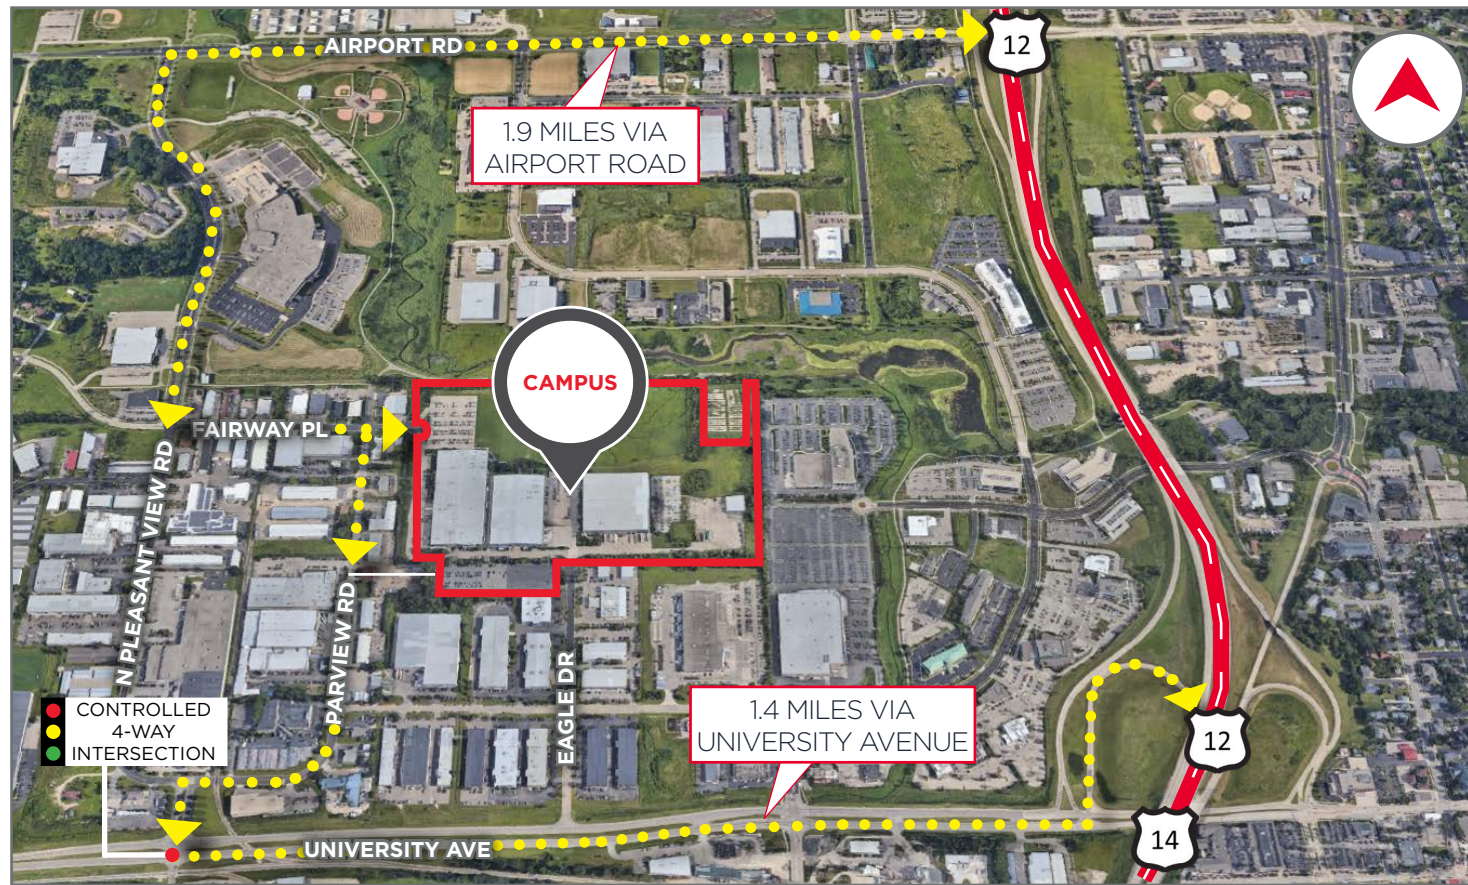 AIRPORT RD
12
1.9 MILES VIA
AIRPORT ROAD
CAMPUS
FAIRWAY PL
N PLEASANT VIEW RD
PARVIEW RD
EAGLE DR
CONTROLLED
4-WAY
INTERSECTION
1.4 MILES VIA
UNIVERSITY AVENUE
12
14
UNIVERSITY AVE